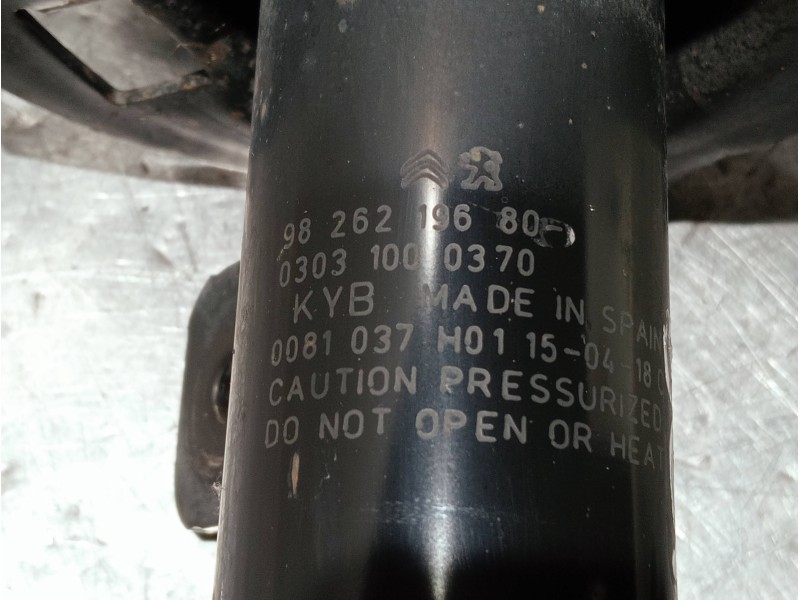 98 262 196 80-
0303 100 0370
KYB MADE IN SPAIN
0081 037 H01 15-04-18
CAUTION PRESSURIZED
DO NOT OPEN OR HEAT